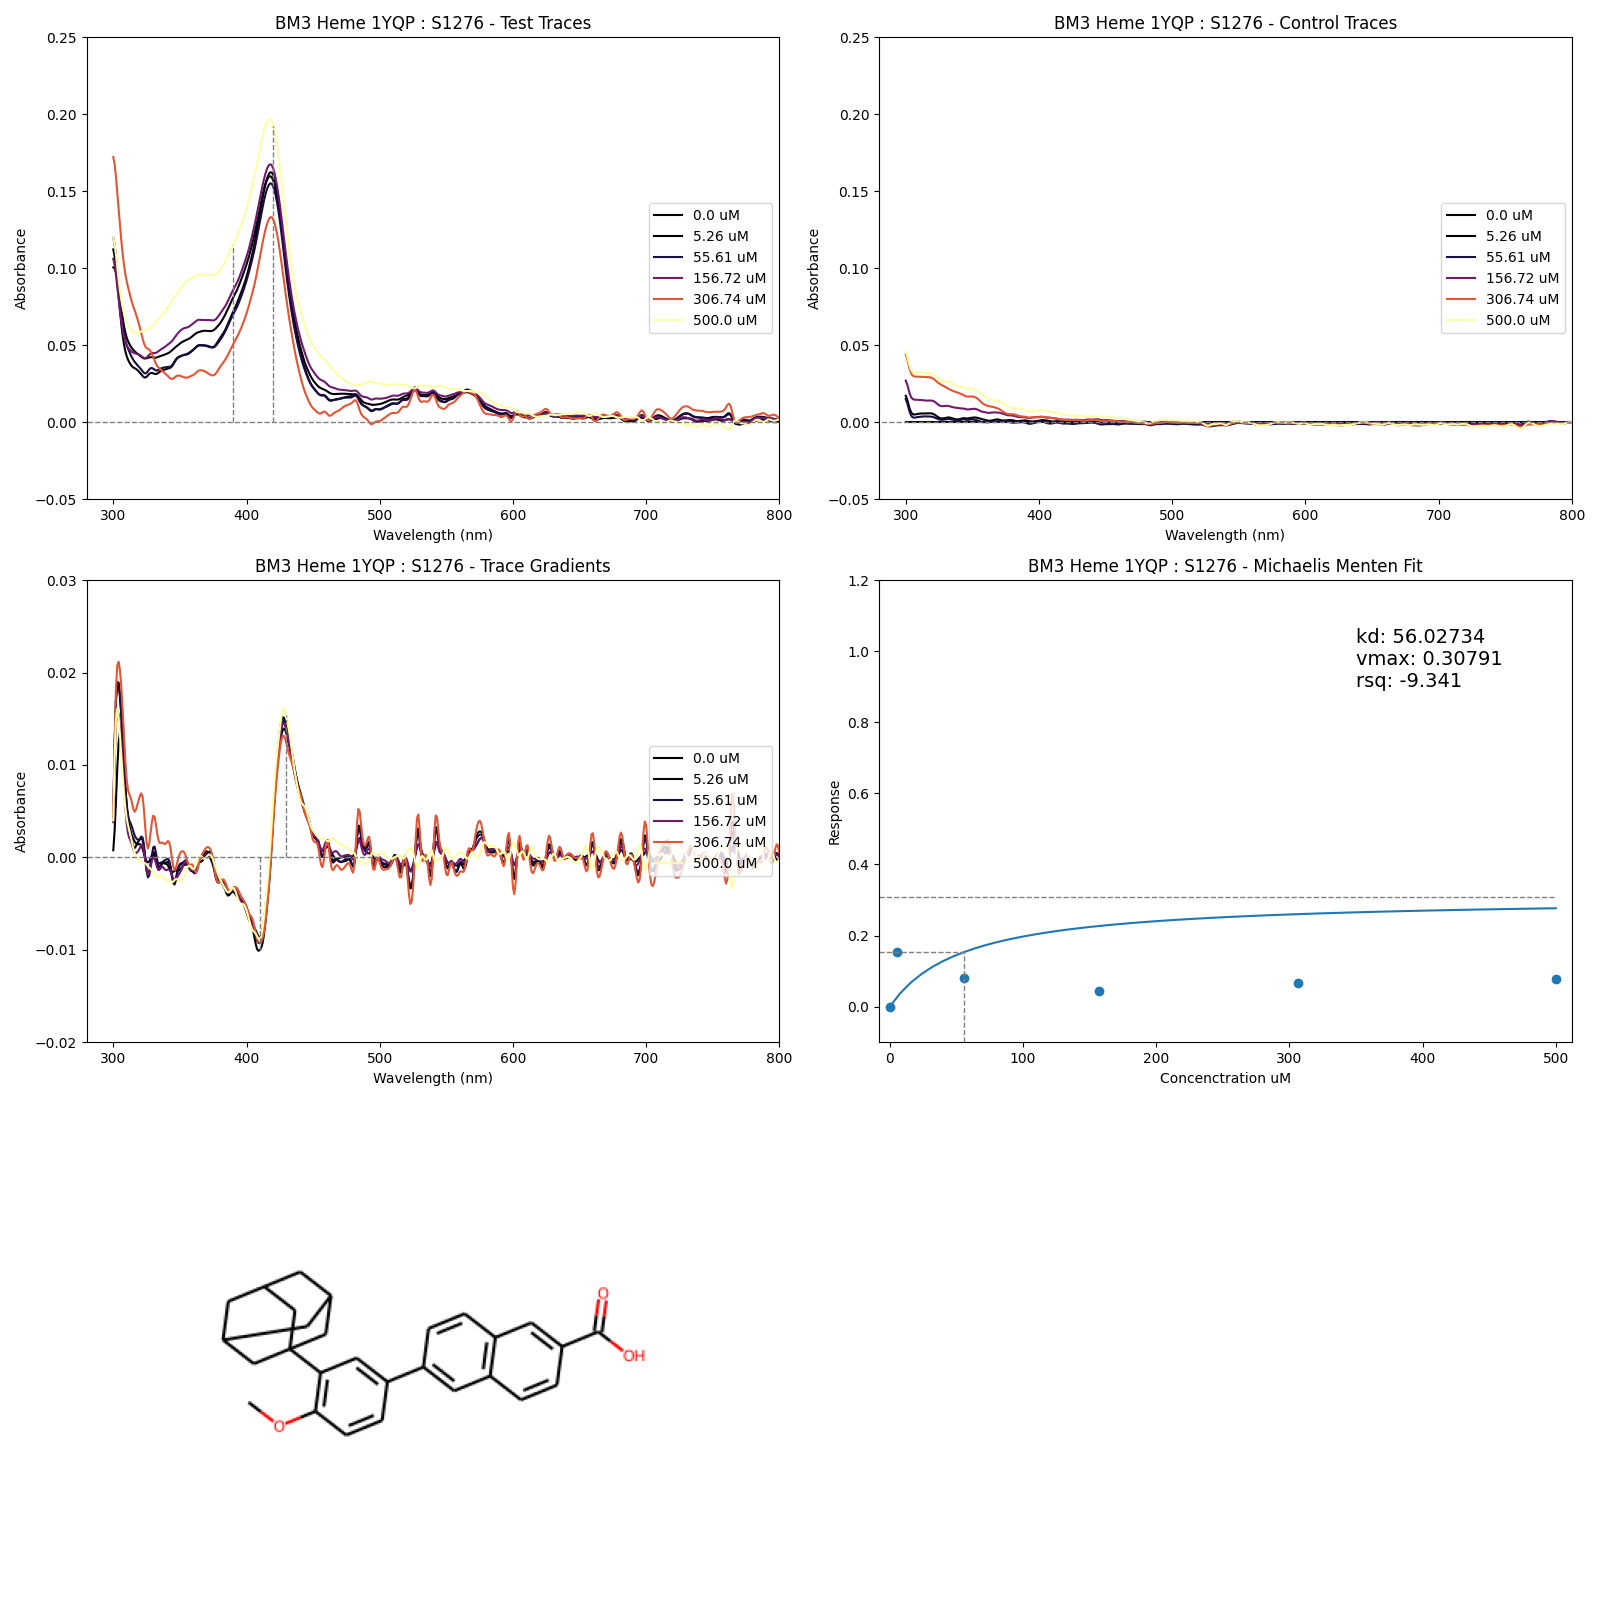 BM3 Heme 1YQP : S1276 - Test Traces
0.25
0.20
0.15
0.10
0.05
0.00
−0.05
Absorbance
300 400 500 600 700 800
Wavelength (nm)
0.0 uM
5.26 uM
55.61 uM
156.72 uM
306.74 uM
500.0 uM
BM3 Heme 1YQP : S1276 - Control Traces
0.25
0.20
0.15
0.10
0.05
0.00
−0.05
Absorbance
300 400 500 600 700 800
Wavelength (nm)
0.0 uM
5.26 uM
55.61 uM
156.72 uM
306.74 uM
500.0 uM
BM3 Heme 1YQP : S1276 - Trace Gradients
0.03
0.02
0.01
0.00
−0.01
−0.02
Absorbance
300 400 500 600 700 800
Wavelength (nm)
0.0 uM
5.26 uM
55.61 uM
156.72 uM
306.74 uM
500.0 uM
BM3 Heme 1YQP : S1276 - Michaelis Menten Fit
1.2
1.0
0.8
0.6
0.4
0.2
0.0
Response
kd: 56.02734
vmax: 0.30791
rsq: -9.341
0 100 200 300 400 500
Concenctration uM
O
OH
O